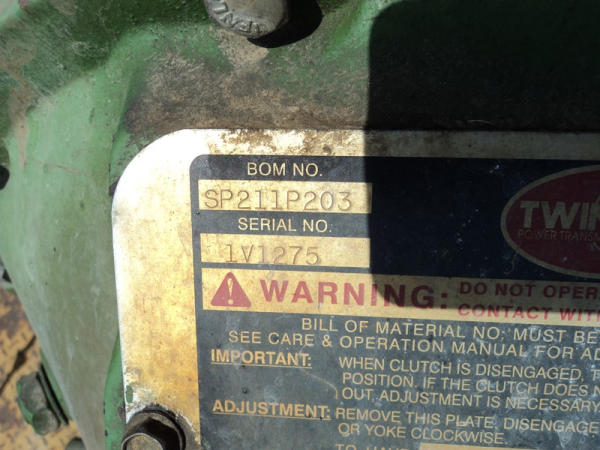 BOM NO.
SP211P203
SERIAL NO.
1V1275
TWIN
POWER TRANSM
WARNING: DO NOT OPER
CONTACT WITH
BILL OF MATERIAL NO. MUST BE
SEE CARE & OPERATION MANUAL FOR AD
IMPORTANT: WHEN CLUTCH IS DISENGAGED, T
POSITION. IF THE CLUTCH DOES N
OUT, ADJUSTMENT IS NECESSARY.
ADJUSTMENT: REMOVE THIS PLATE, DISENGAGE
OR YOKE CLOCKWISE.